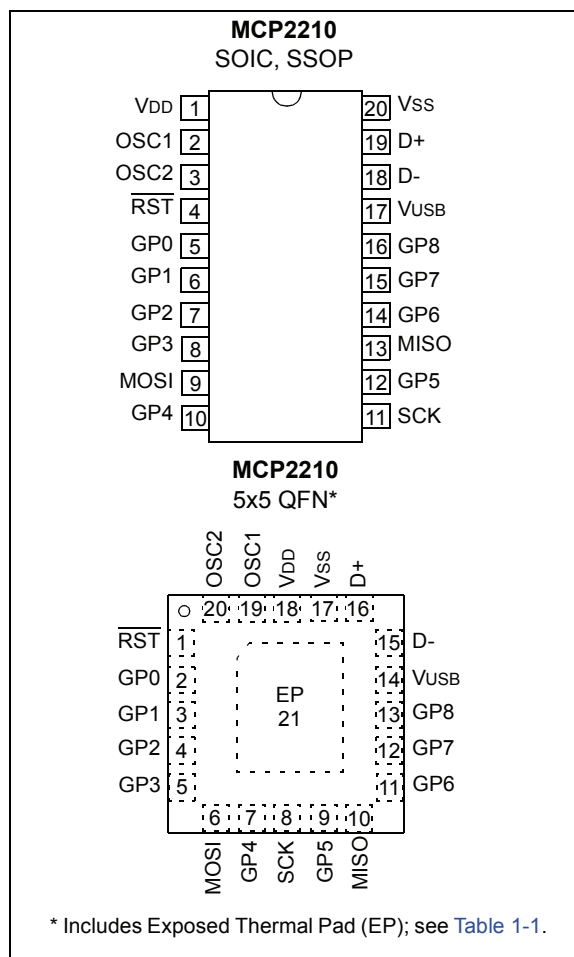 MCP2210
SOIC, SSOP
VDD 1 20 VSS
OSC1 2 19 D+
OSC2 3 18 D-
RST 4 17 VUSB
GP0 5 16 GP8
GP1 6 15 GP7
GP2 7 14 GP6
GP3 8 13 MISO
MOSI 9 12 GP5
GP4 10 11 SCK
MCP2210
5x5 QFN*
OSC2 OSC1 VDD VSS D+
20 19 18 17 16
RST 1 15 D-
GP0 2 14 VUSB
EP
21
GP1 3 13 GP8
GP2 4 12 GP7
GP3 5 11 GP6
6 7 8 9 10
MOSI GP4 SCK GP5 MISO
* Includes Exposed Thermal Pad (EP); see Table 1-1.